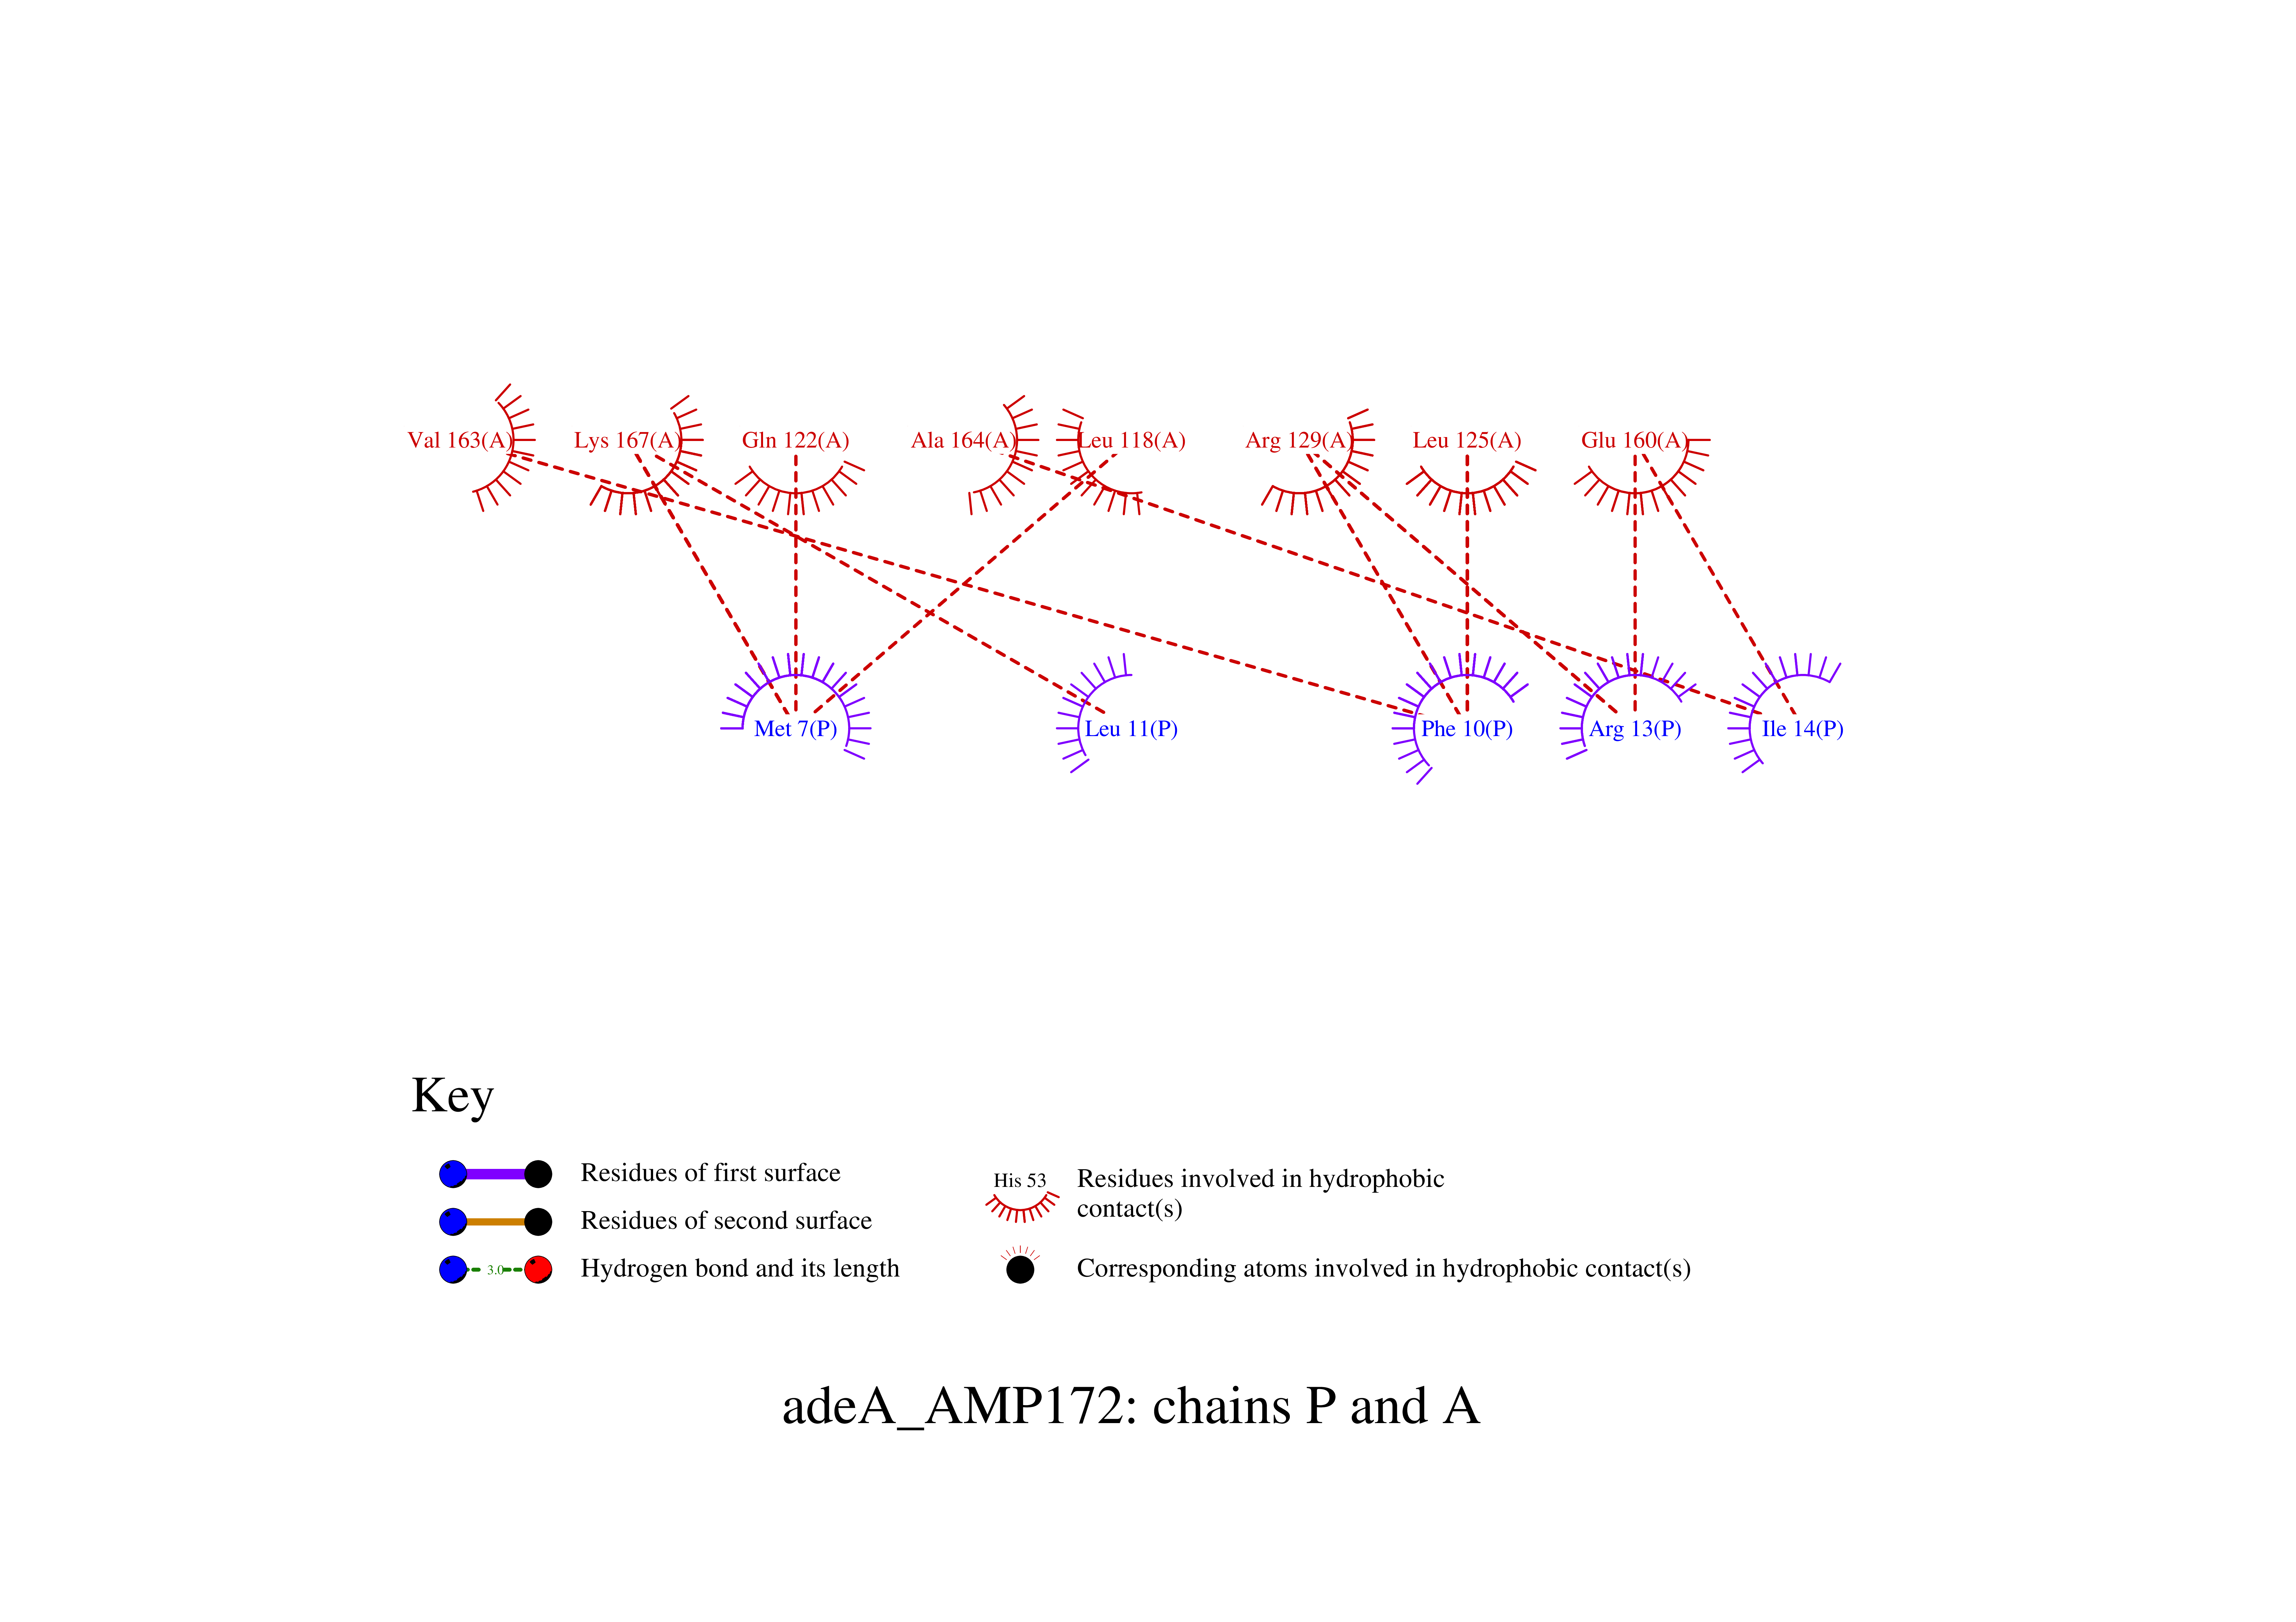 Val 163(A) Lys 167(A) Gln 122(A) Ala 164(A) Leu 118(A) Arg 129(A) Leu 125(A) Glu 160(A)
Met 7(P) Leu 11(P) Phe 10(P) Arg 13(P) Ile 14(P)
Key
Residues of first surface
Residues of second surface
3.0 Hydrogen bond and its length
His 53 Residues involved in hydrophobic
contact(s)
Corresponding atoms involved in hydrophobic contact(s)
adeA_AMP172: chains P and A